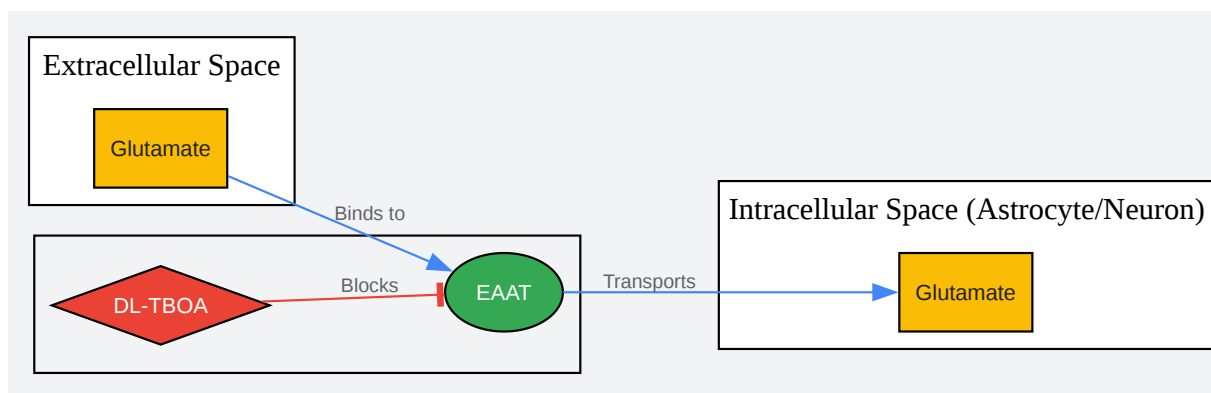 Extracellular Space
Glutamate
Binds to
DL-TBOA
Blocks
EAAT
Transports
Intracellular Space (Astrocyte/Neuron)
Glutamate